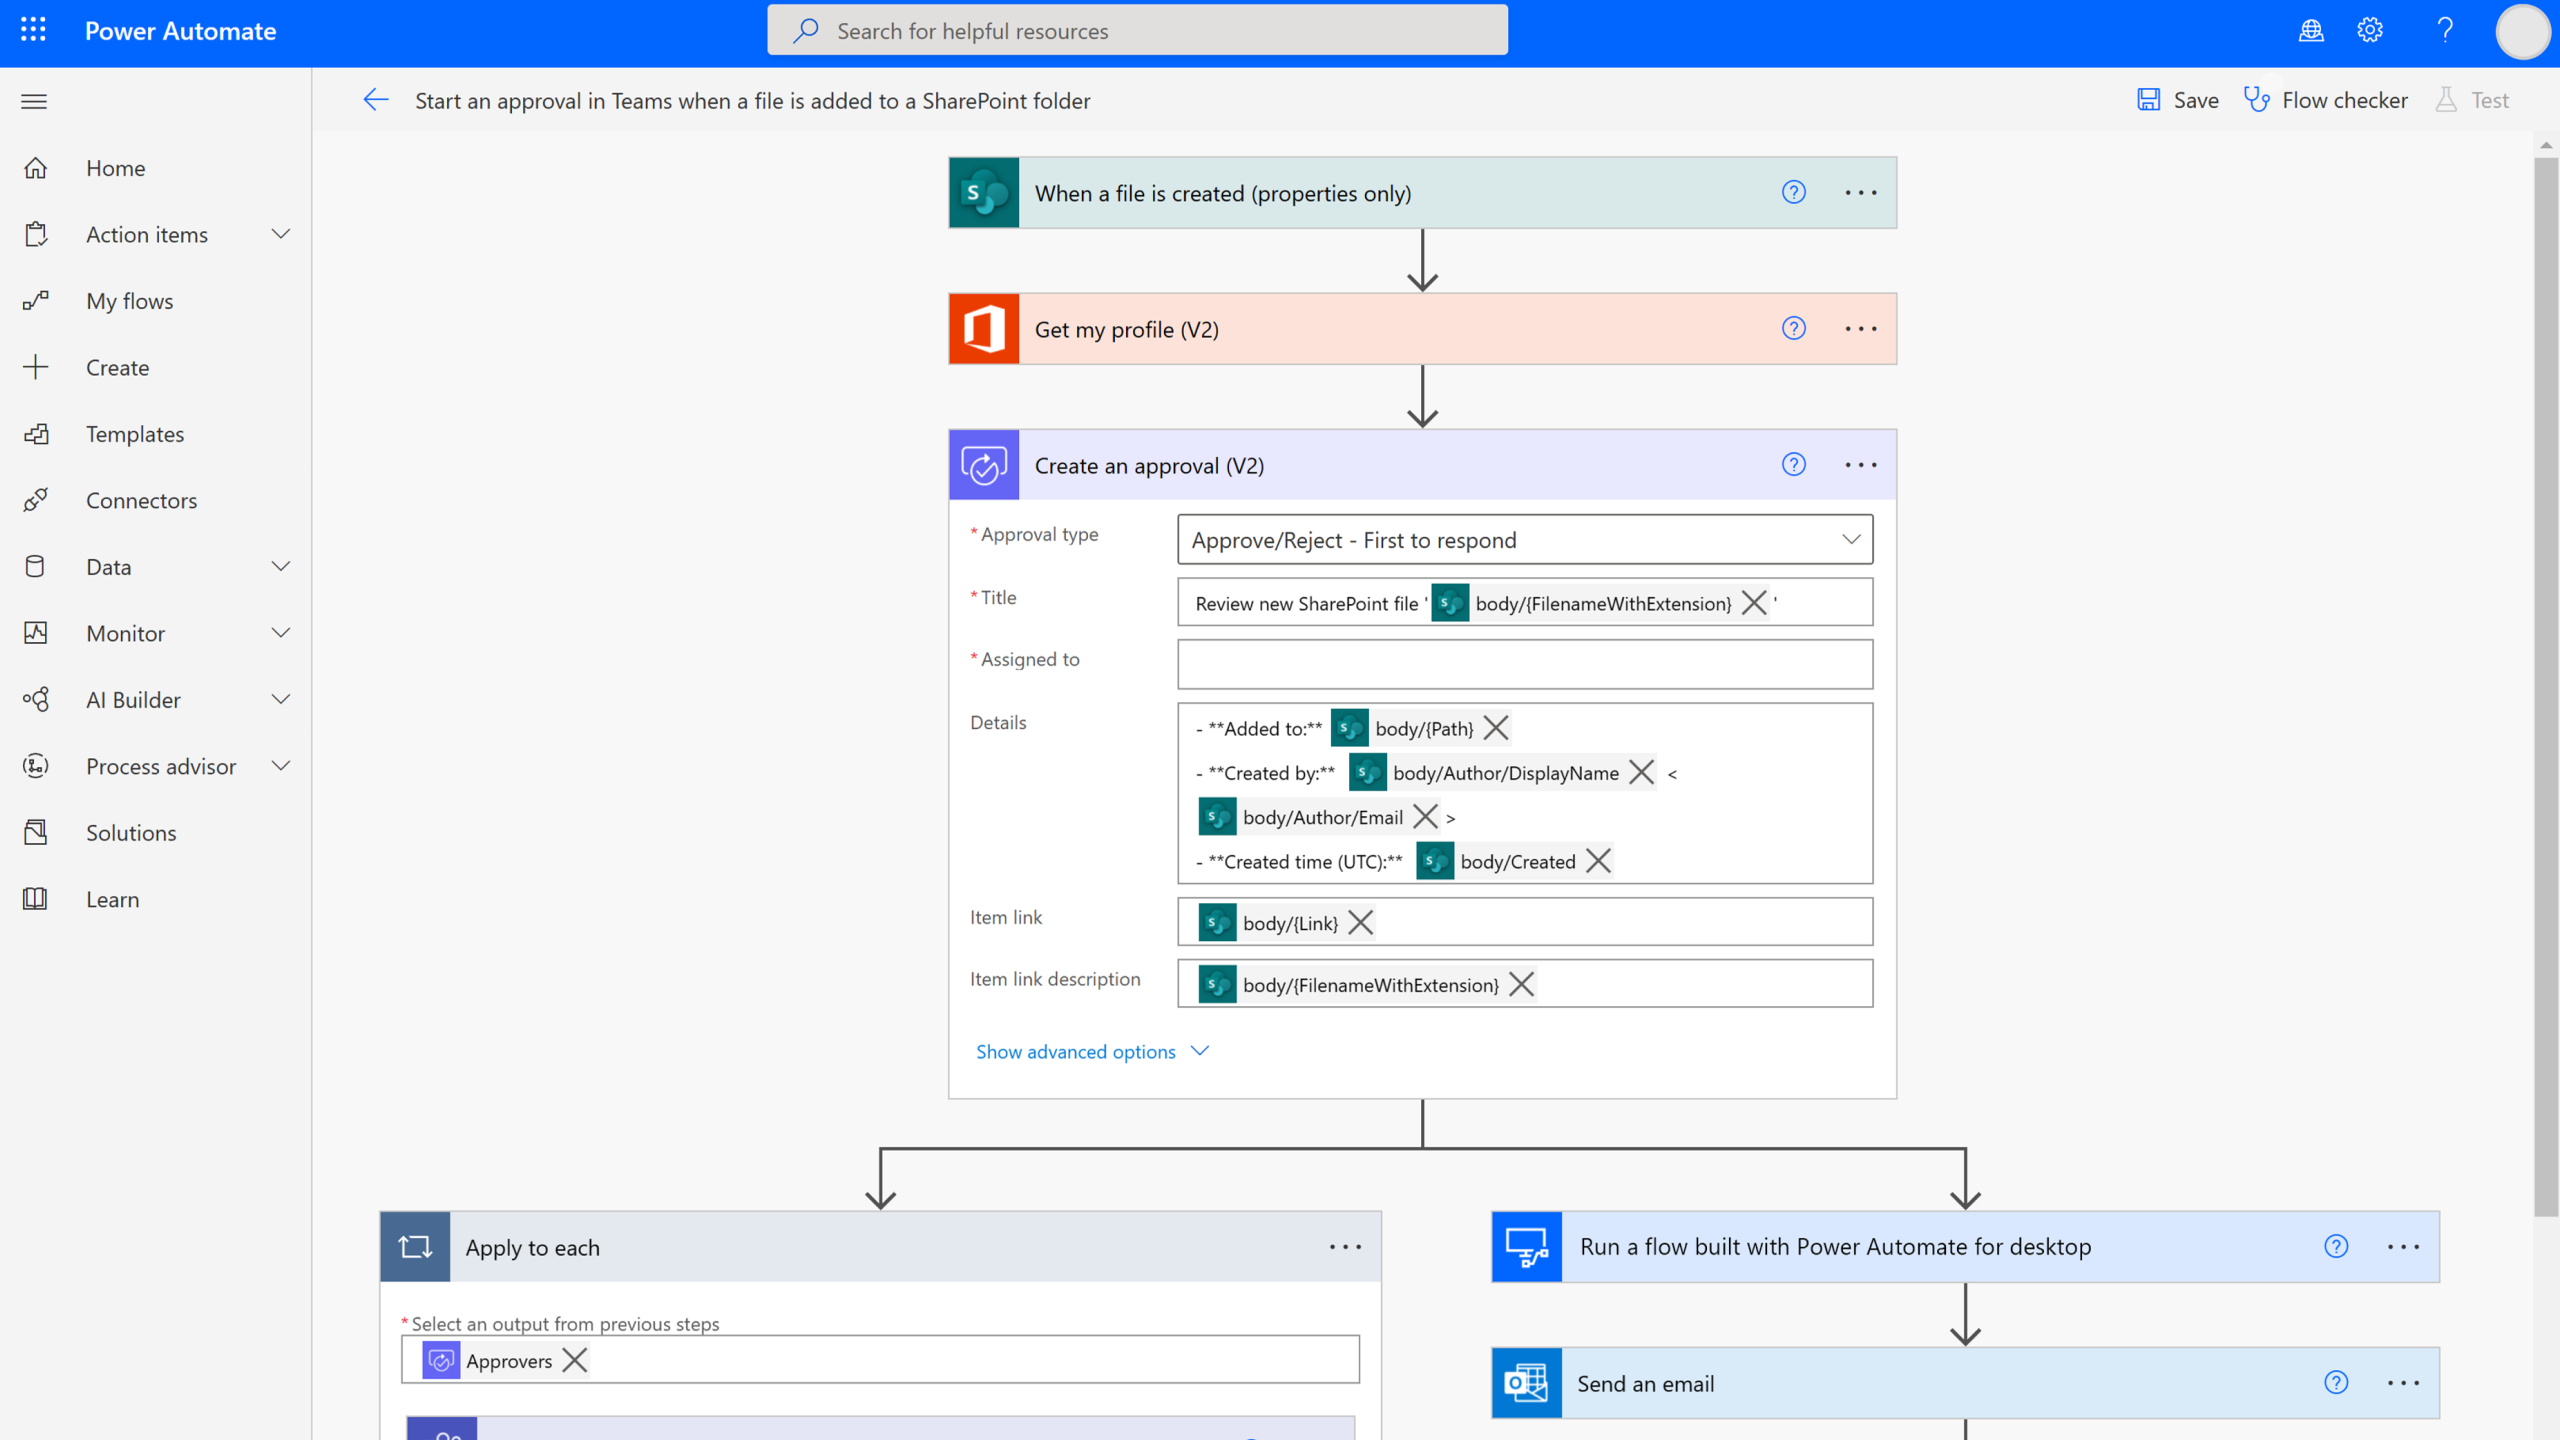 Power Automate
Search for helpful resources
?
Start an approval in Teams when a file is added to a SharePoint folder
Save
Flow checker
Test
Home
Action items
My flows
Create
Templates
Connectors
Data
Monitor
AI Builder
Process advisor
Solutions
Learn
S When a file is created (properties only) ? ...
Get my profile (V2) ? ...
Create an approval (V2) ? ...
* Approval type Approve/Reject - First to respond
* Title Review new SharePoint file ' S body/{FilenameWithExtension} '
* Assigned to
Details - **Added to:** S body/{Path}
- **Created by:** S body/Author/DisplayName <
S body/Author/Email >
- **Created time (UTC):** S body/Created
Item link S body/{Link}
Item link description S body/{FilenameWithExtension}
Show advanced options
Apply to each ...
* Select an output from previous steps
Approvers
Run a flow built with Power Automate for desktop ? ...
O Send an email ? ...